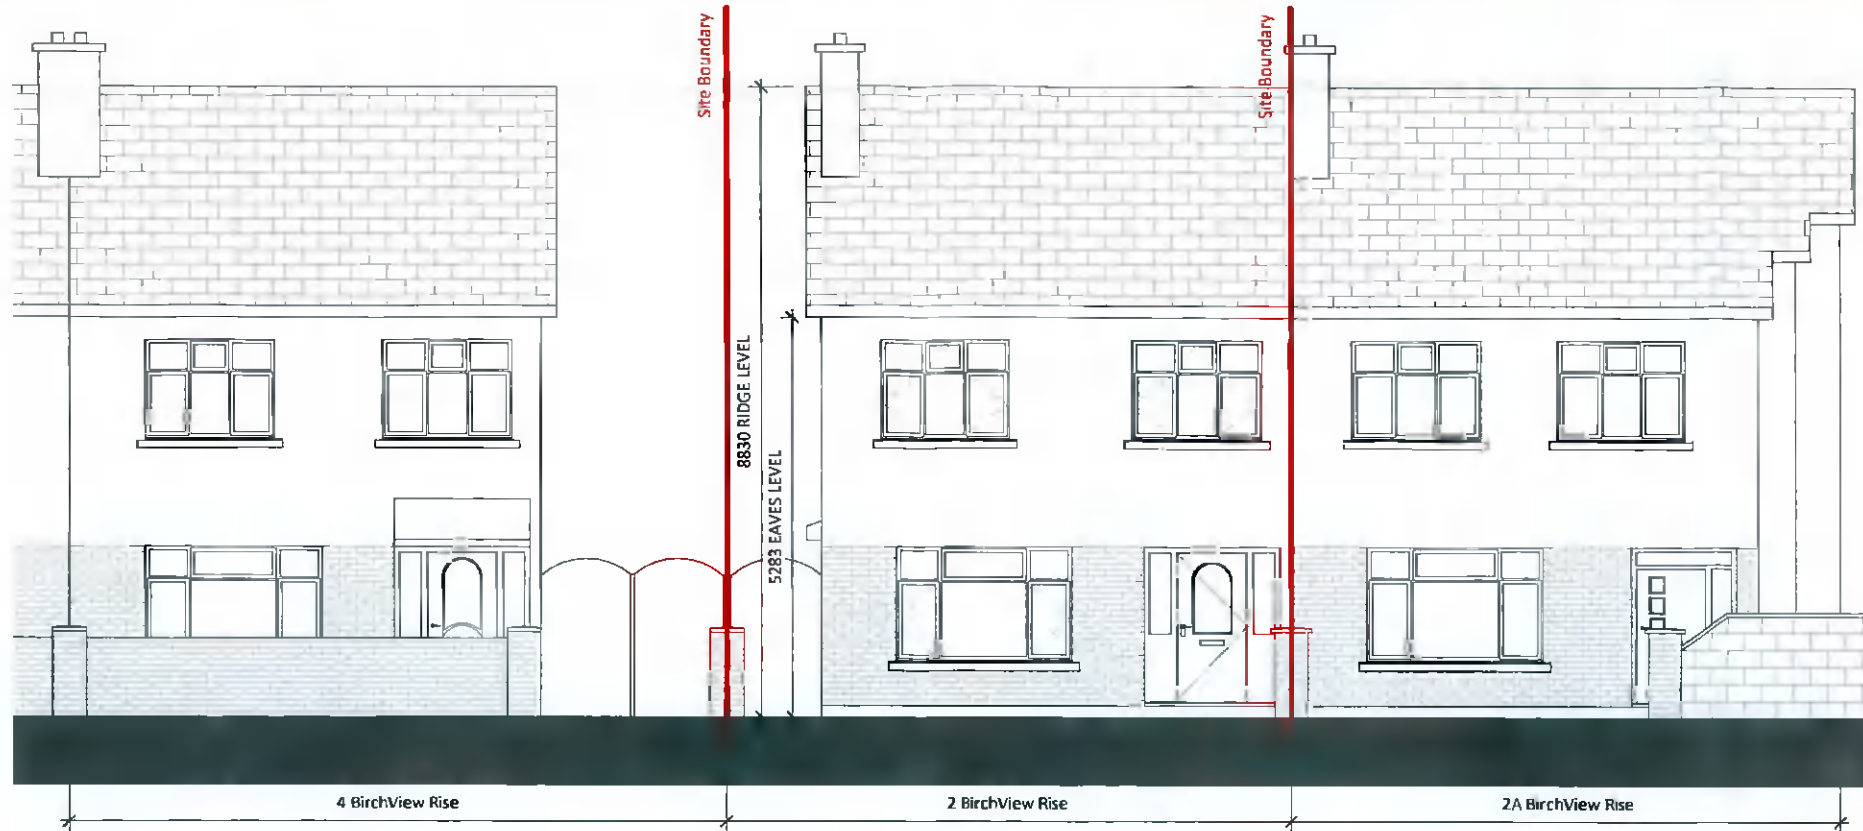 Site Boundary
Site Boundary
8830 RIDGE LEVEL
5283 EAVES LEVEL
4 BirchView Rise
2 BirchView Rise
2A BirchView Rise